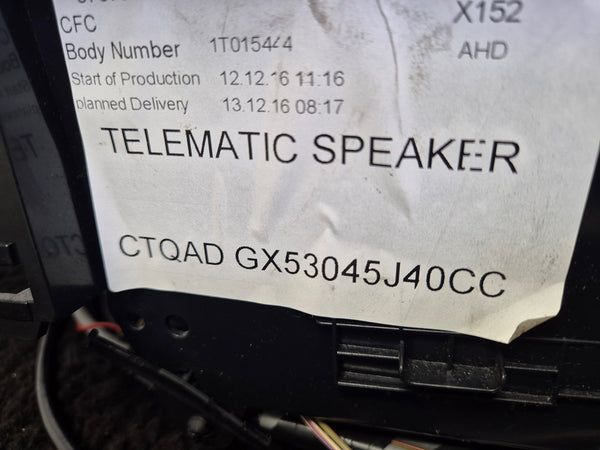 X152
CFC
Body Number 1T015444
AHD
Start of Production 12.12.16 11:16
planned Delivery 13.12.16 08:17
TELEMATIC SPEAKER
CTQAD GX53045J40CC